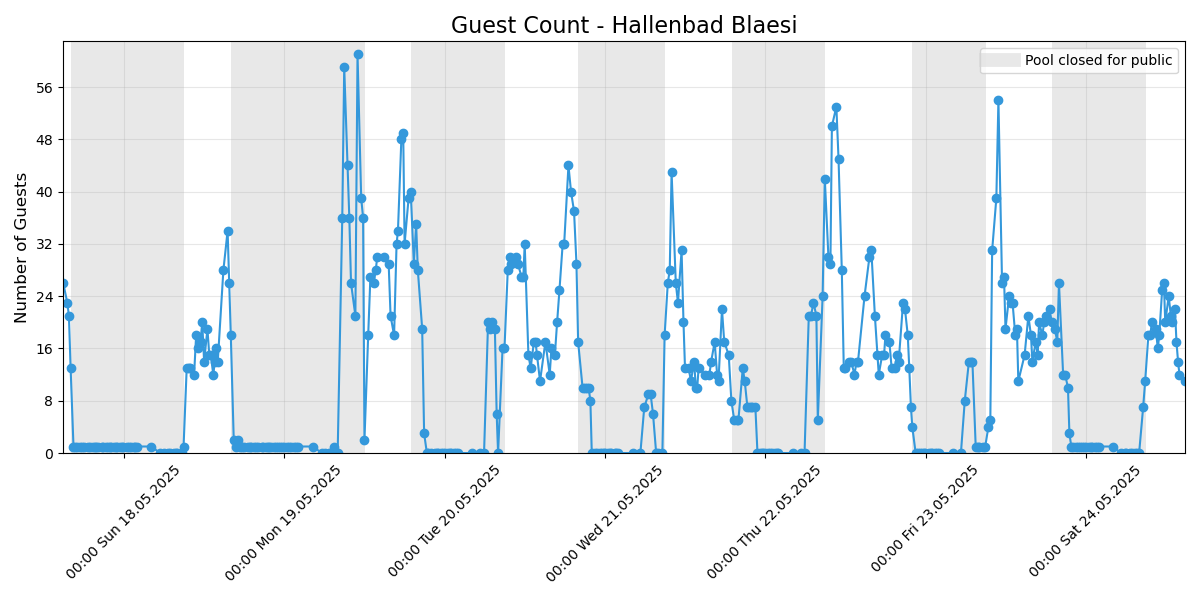 Guest Count - Hallenbad Blaesi
Pool closed for public
Number of Guests
56
48
40
32
24
16
8
0
00:00 Sun 18.05.2025
00:00 Mon 19.05.2025
00:00 Tue 20.05.2025
00:00 Wed 21.05.2025
00:00 Thu 22.05.2025
00:00 Fri 23.05.2025
00:00 Sat 24.05.2025